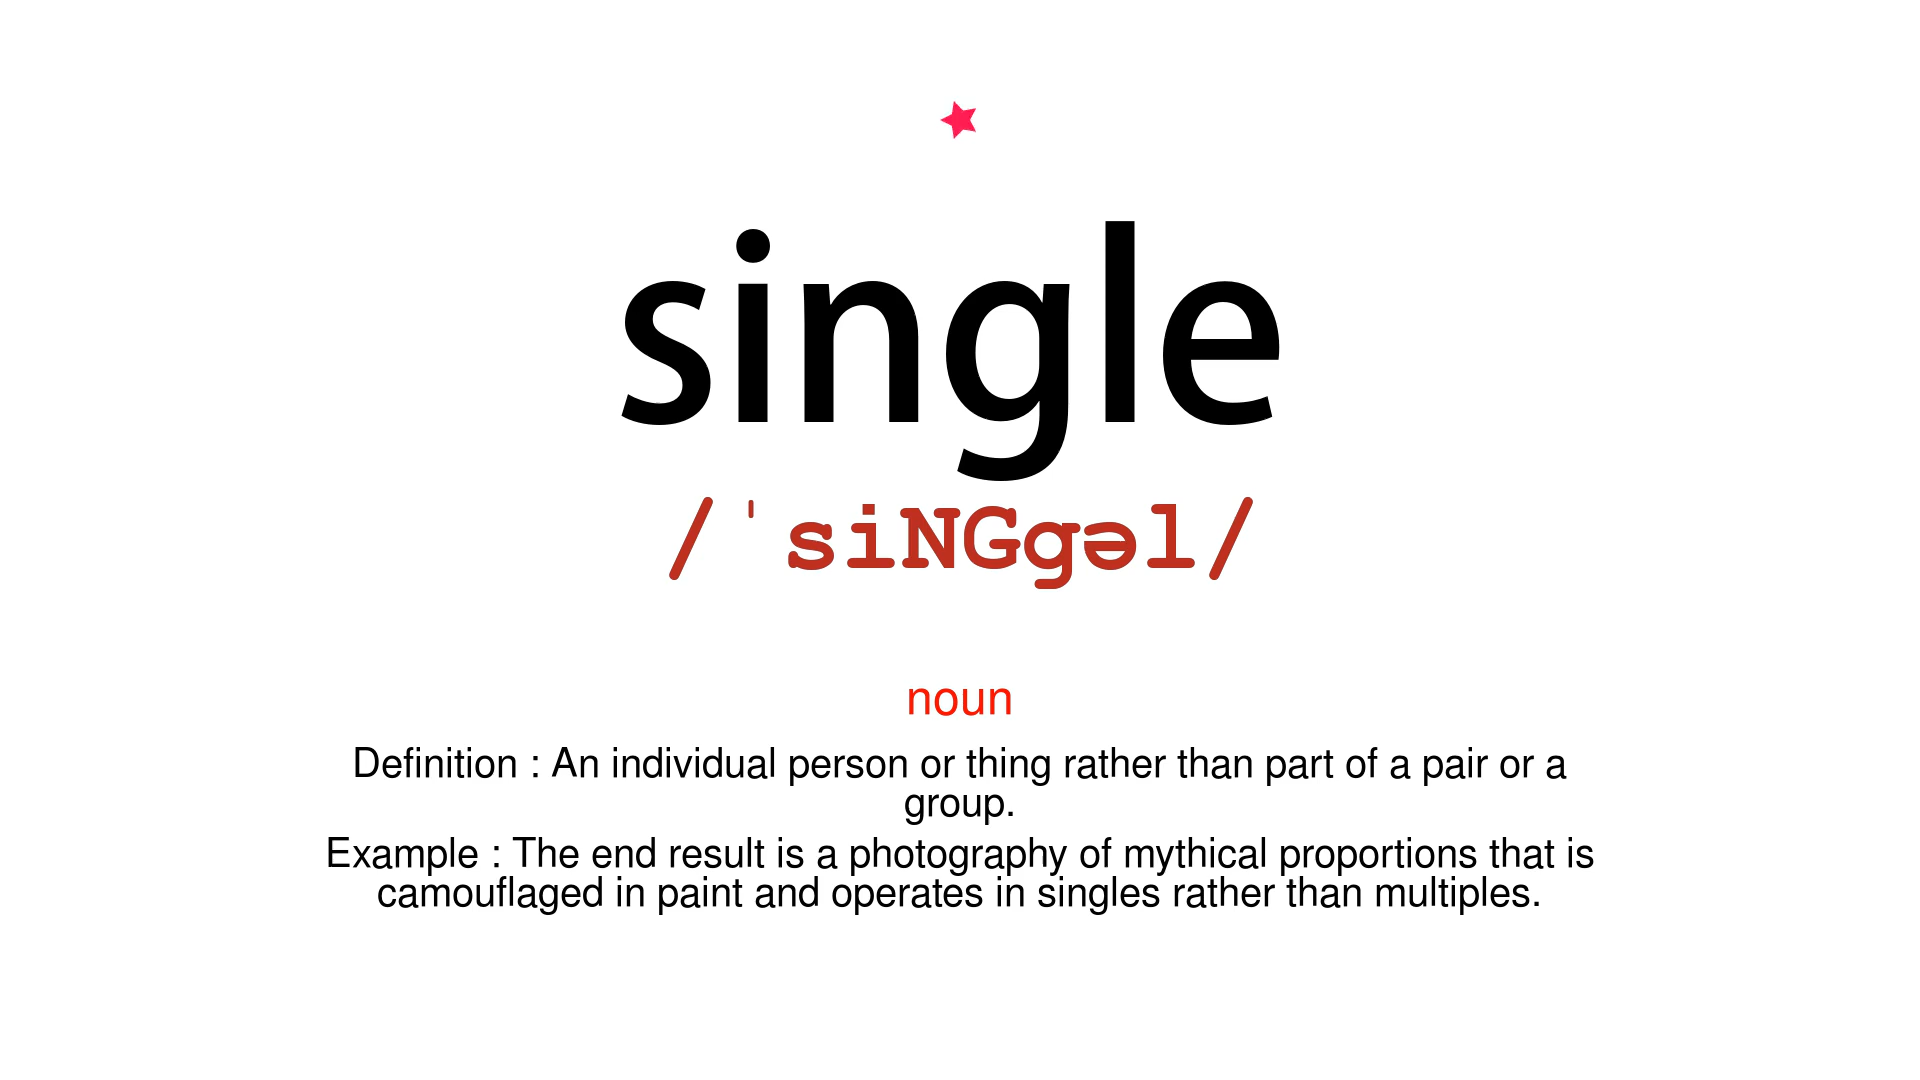 single
/ˈsiNGgəl/
noun
Definition : An individual person or thing rather than part of a pair or a
group.
Example : The end result is a photography of mythical proportions that is
camouflaged in paint and operates in singles rather than multiples.